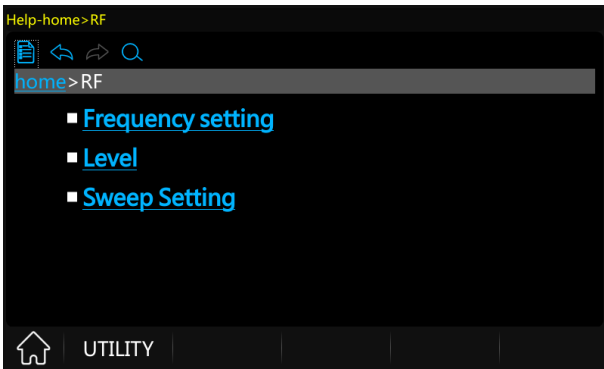 Help-home>RF
home>RF
Frequency setting
Level
Sweep Setting
UTILITY